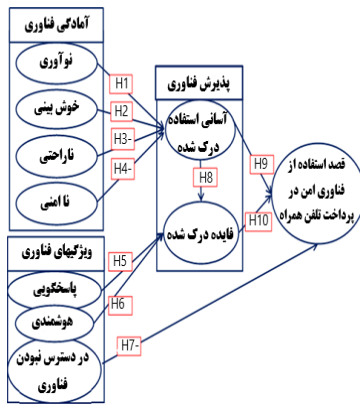 آمادگی فناوری
نوآوری
خوش بینی
ناراحتی
نا امنی
H1
H2
H3-
H4-
پذیرش فناوری
آسانی استفاده
درک شده
H8
فایده درک شده
H9
H10
قصد استفاده از
فناوری امن در
پرداخت تلفن همراه
ویژگیهای فناوری
پاسخگویی
هوشمندی
در دسترس نبودن
فناوری
H5
H6
H7-